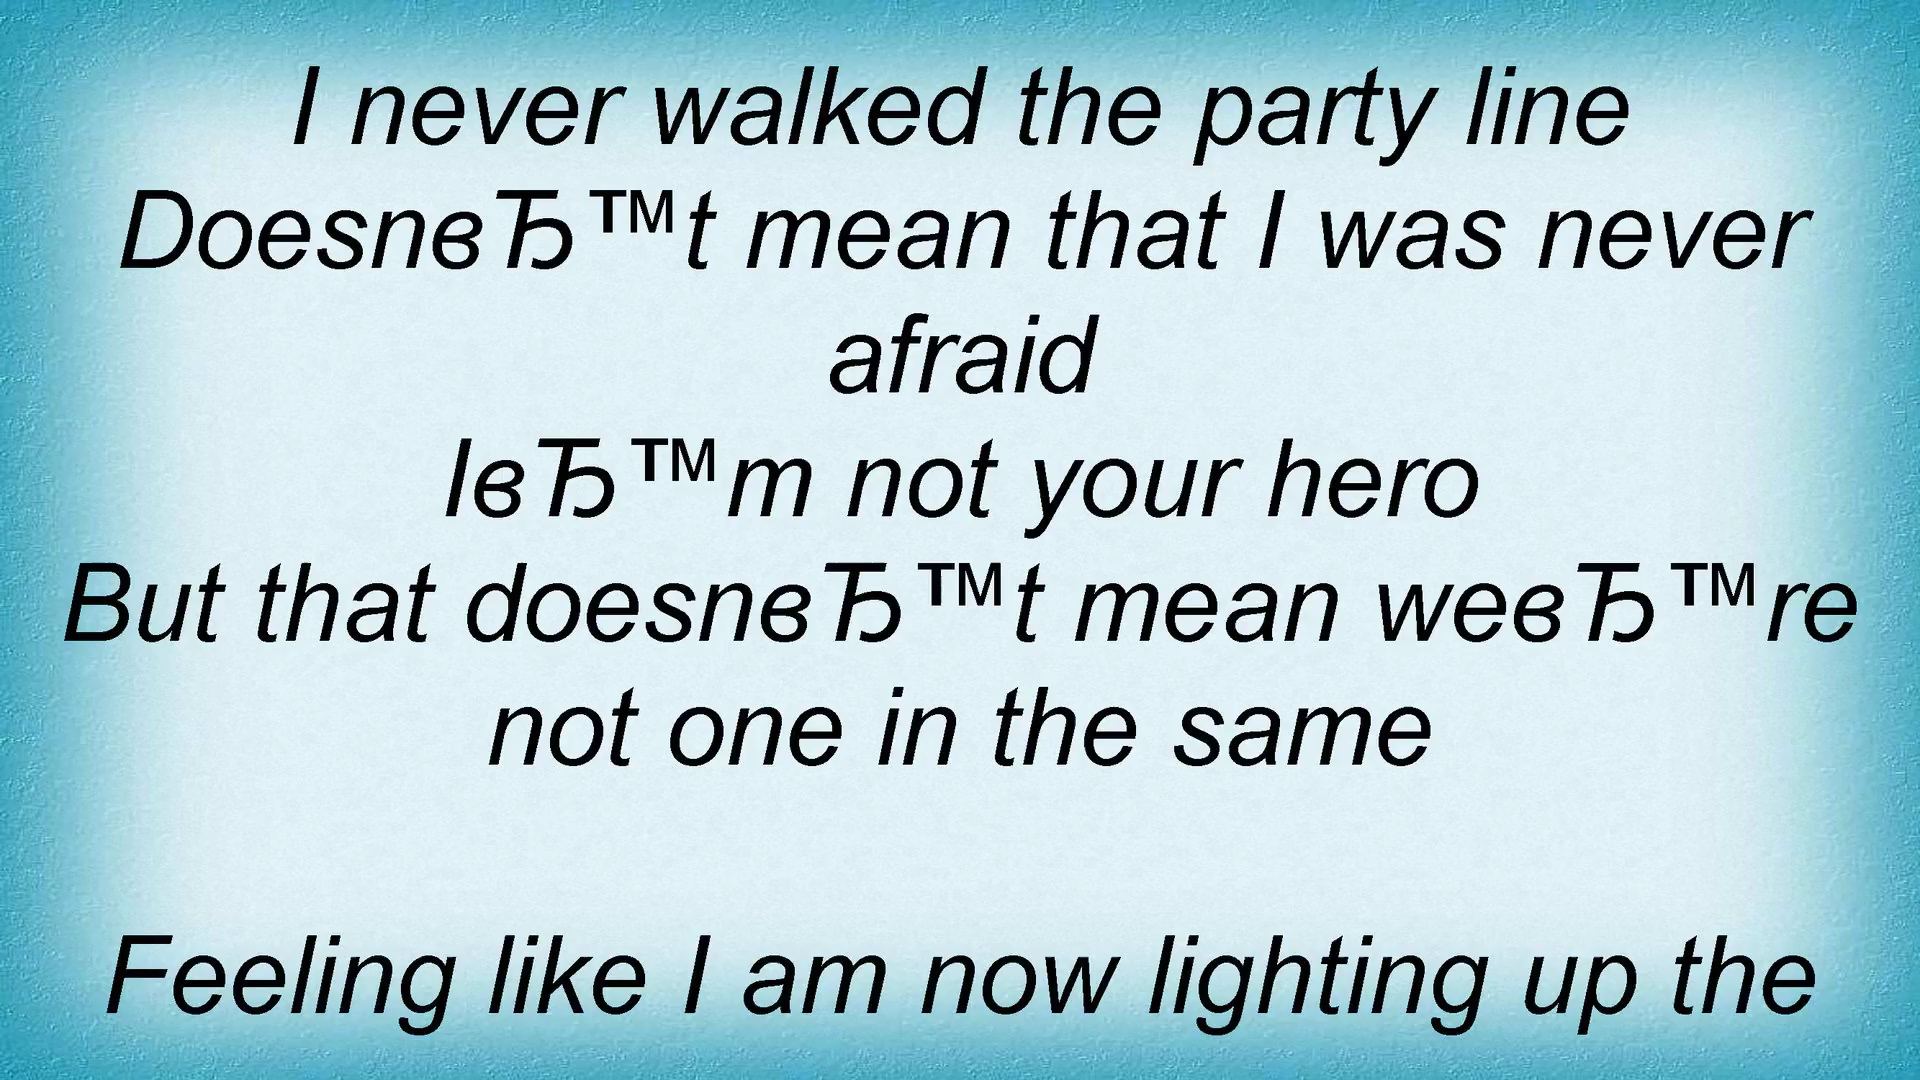 I never walked the party line
DoesnвЂ™t mean that I was never
afraid
IвЂ™m not your hero
But that doesnвЂ™t mean weвЂ™re
not one in the same
Feeling like I am now lighting up the